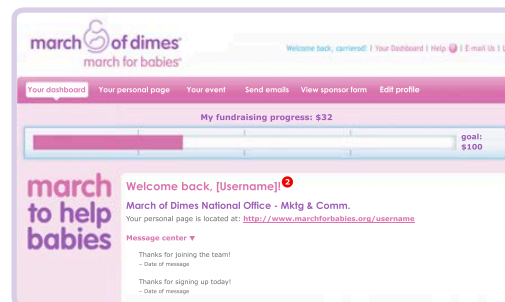 march of dimes®
march for babies®
Welcome back, carrierod! | Your Dashboard | Help | E-mail Us |
Your dashboard Your personal page Your event Send emails View sponsor form Edit profile
My fundraising progress: $32
goal:
$100
march
to help
babies
Welcome back, [Username]! 2
March of Dimes National Office - Mktg & Comm.
Your personal page is located at: http://www.marchforbabies.org/username
Message center ▼
Thanks for joining the team!
– Date of message
Thanks for signing up today!
– Date of message